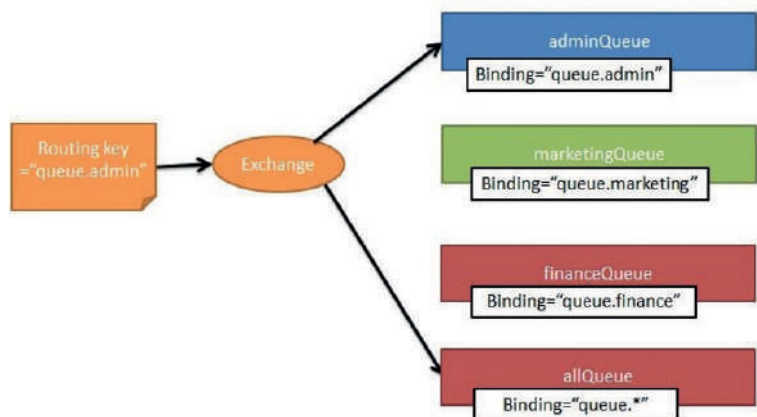 Routing key
=“queue.admin”
Exchange
adminQueue
Binding=“queue.admin”
marketingQueue
Binding=“queue.marketing”
financeQueue
Binding=“queue.finance”
allQueue
Binding=“queue.*”